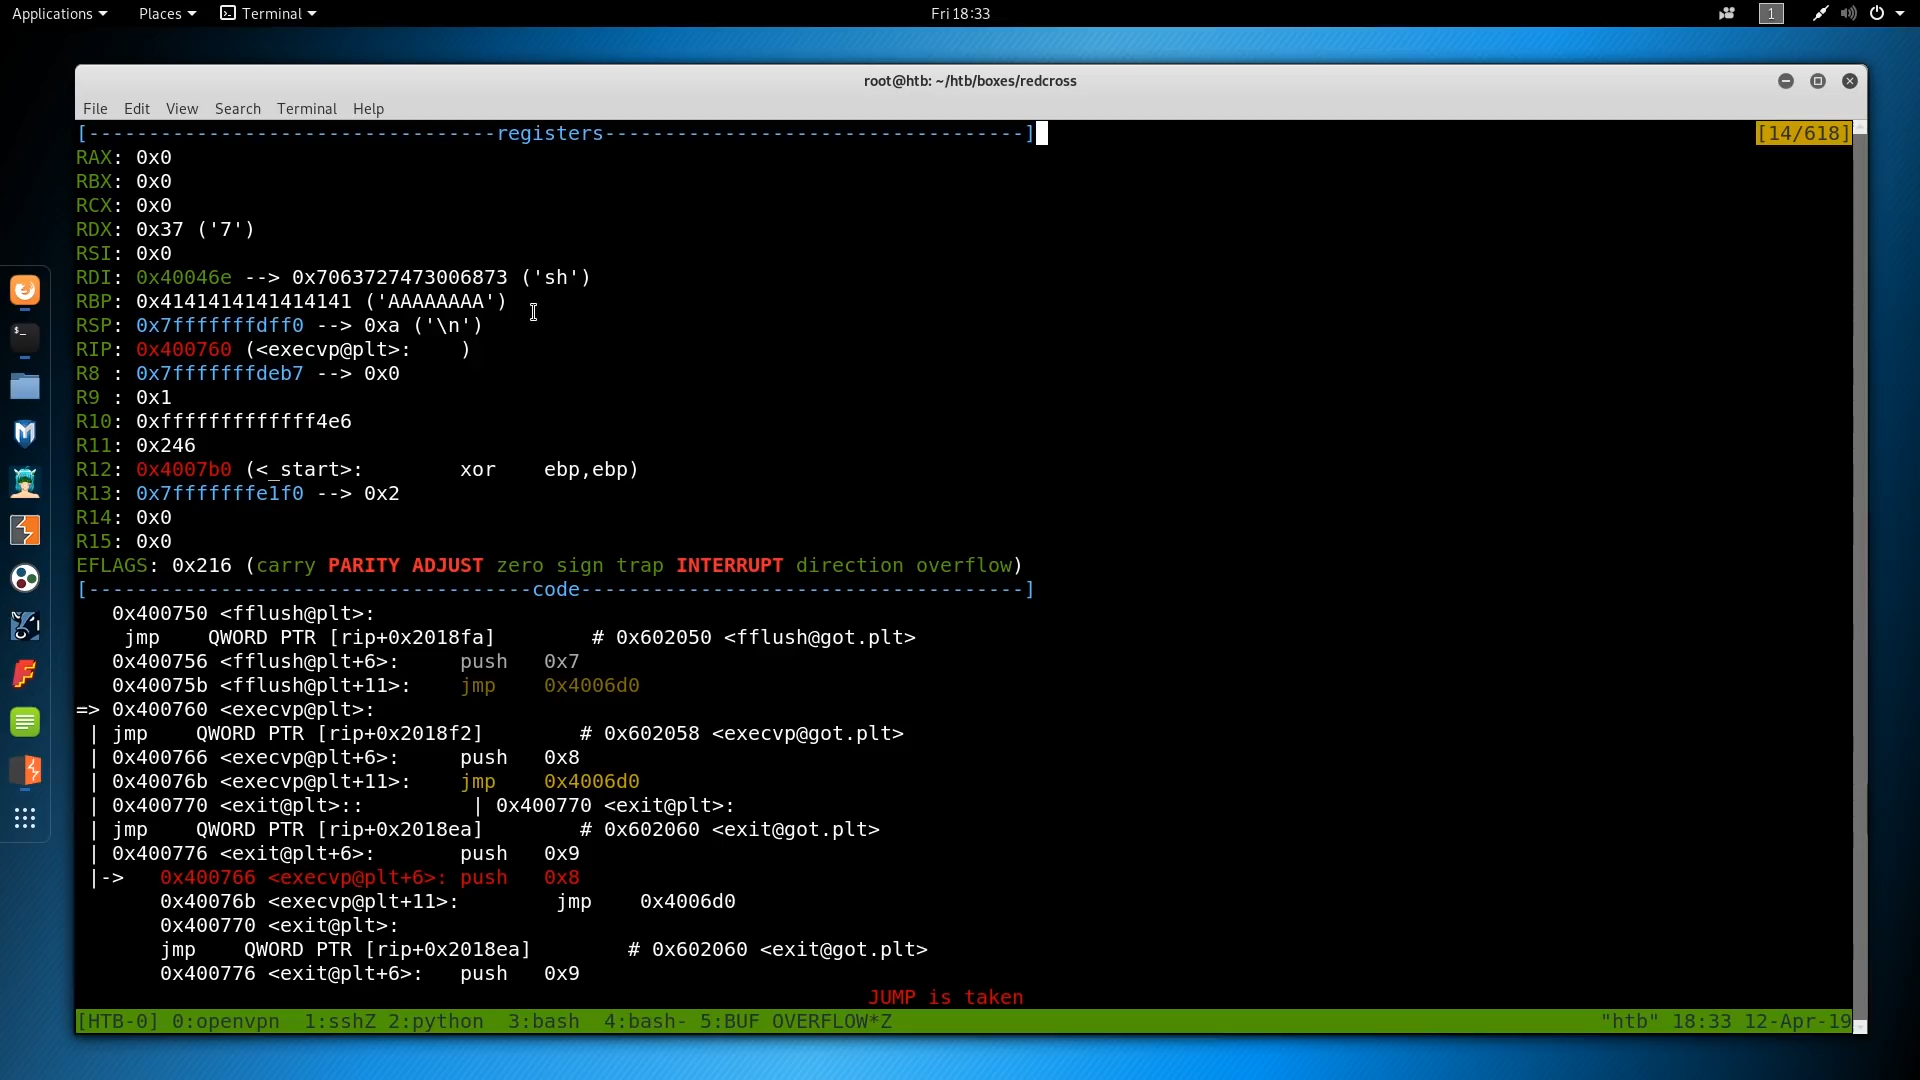 Applications Places Terminal Fri 18:33 1
root@htb: ~/htb/boxes/redcross
File Edit View Search Terminal Help
[----------------------------------registers-----------------------------------] [14/618]
RAX: 0x0
RBX: 0x0
RCX: 0x0
RDX: 0x37 ('7')
RSI: 0x0
RDI: 0x40046e --> 0x7063727473006873 ('sh')
RBP: 0x4141414141414141 ('AAAAAAAA')
RSP: 0x7fffffffdff0 --> 0xa ('\n')
RIP: 0x400760 (<execvp@plt>:    )
R8 : 0x7fffffffdeb7 --> 0x0
R9 : 0x1
R10: 0xfffffffffffff4e6
R11: 0x246
R12: 0x4007b0 (<_start>:        xor    ebp,ebp)
R13: 0x7fffffffe1f0 --> 0x2
R14: 0x0
R15: 0x0
EFLAGS: 0x216 (carry PARITY ADJUST zero sign trap INTERRUPT direction overflow)
[-------------------------------------code-------------------------------------]
   0x400750 <fflush@plt>:
    jmp    QWORD PTR [rip+0x2018fa]        # 0x602050 <fflush@got.plt>
   0x400756 <fflush@plt+6>:     push   0x7
   0x40075b <fflush@plt+11>:    jmp    0x4006d0
=> 0x400760 <execvp@plt>:
 | jmp    QWORD PTR [rip+0x2018f2]        # 0x602058 <execvp@got.plt>
 | 0x400766 <execvp@plt+6>:     push   0x8
 | 0x40076b <execvp@plt+11>:    jmp    0x4006d0
 | 0x400770 <exit@plt>::         | 0x400770 <exit@plt>:
 | jmp    QWORD PTR [rip+0x2018ea]        # 0x602060 <exit@got.plt>
 | 0x400776 <exit@plt+6>:       push   0x9
 |->   0x400766 <execvp@plt+6>: push   0x8
       0x40076b <execvp@plt+11>:        jmp    0x4006d0
       0x400770 <exit@plt>:
       jmp    QWORD PTR [rip+0x2018ea]        # 0x602060 <exit@got.plt>
       0x400776 <exit@plt+6>:   push   0x9
JUMP is taken
[HTB-0] 0:openvpn  1:sshZ 2:python  3:bash  4:bash- 5:BUF OVERFLOW*Z "htb" 18:33 12-Apr-19